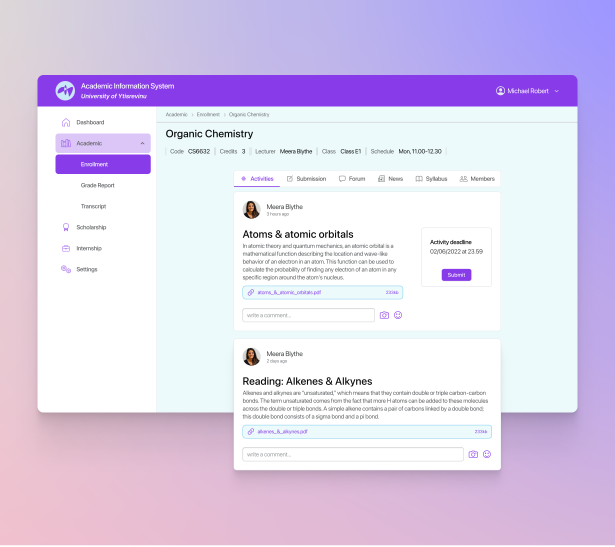 Academic Information System
University of Ytterevinu
Michael Robert
Dashboard
Academic
Enrollment
Grade Report
Transcript
Scholarship
Internship
Settings
Academic > Enrollment > Organic Chemistry
Organic Chemistry
Code CS6632 | Credits 3 | Lecturer Meera Blythe | Class Class E1 | Schedule Mon, 11.00-12.30
Activities Submission Forum News Syllabus Members
Meera Blythe
3 hours ago
Atoms & atomic orbitals
In atomic theory and quantum mechanics, an atomic orbital is a
mathematical function describing the location and wave-like
behavior of an electron in an atom. This function can be used to
calculate the probability of finding any electron of an atom in any
specific region around the atom's nucleus.
atoms_&_atomic_orbitals.pdf
write a comment...
Activity deadline
02/06/2022 at 23.59
Submit
Meera Blythe
2 days ago
Reading: Alkenes & Alkynes
Alkenes and alkynes are "unsaturated," which means that they contain double or triple carbon-carbon
bonds. The term unsaturated comes from the fact that more H atoms can be added to these molecules
across the double or triple bonds. A simple alkene contains a pair of carbons linked by a double bond;
this double bond consists of a sigma bond and a pi bond.
alkenes_&_alkynes.pdf
write a comment...